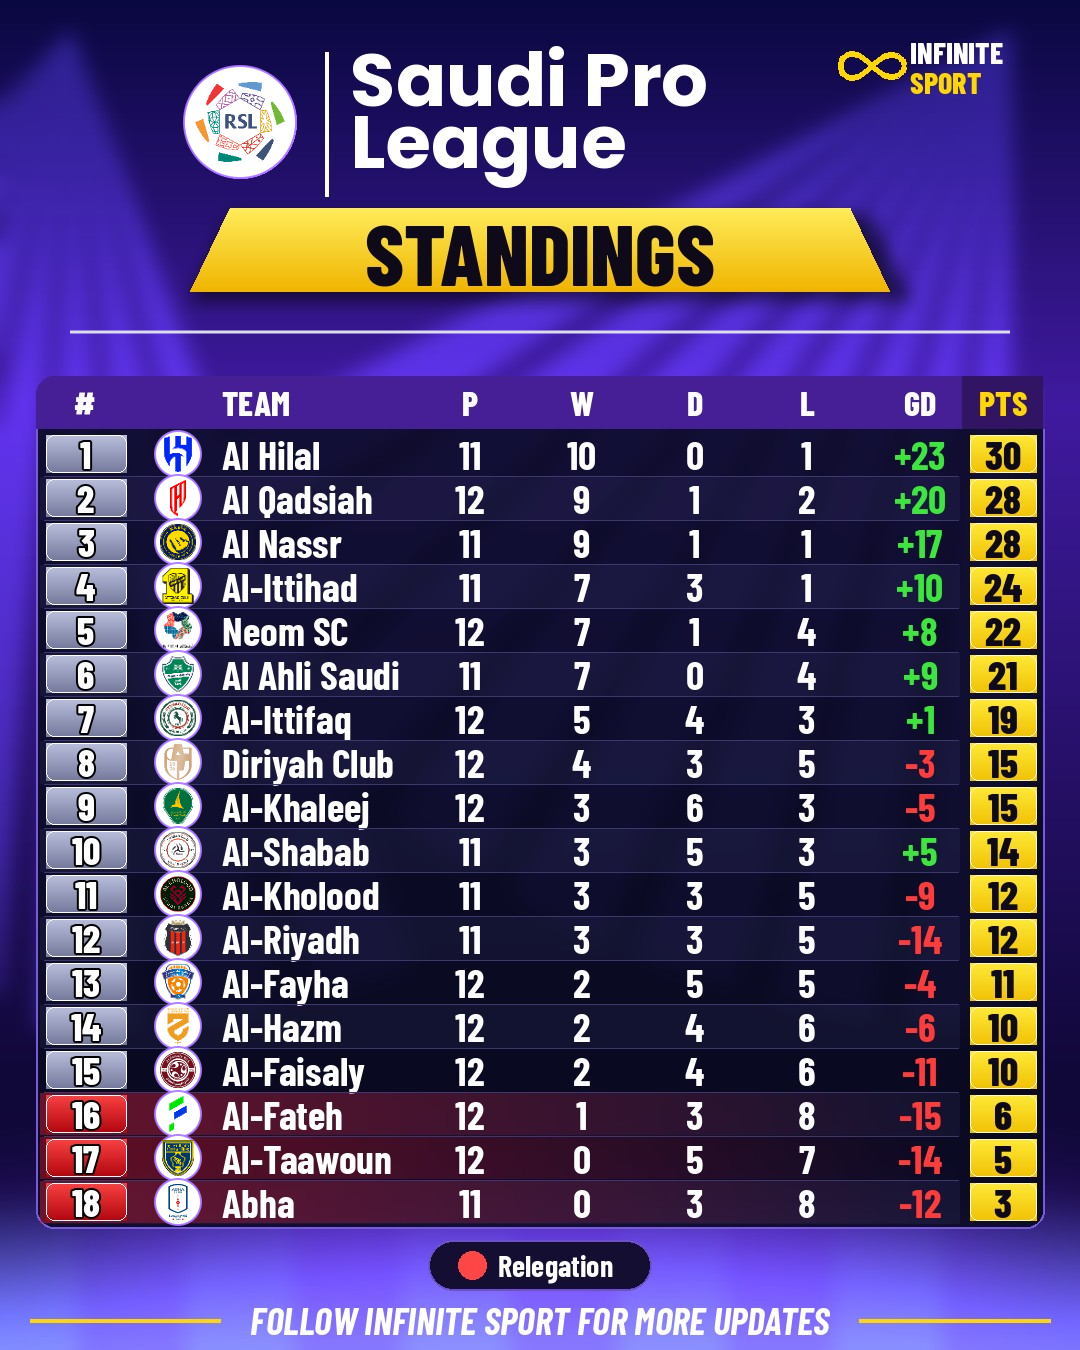 RSL
Saudi Pro
League
INFINITE
SPORT
STANDINGS
# TEAM P W D L GD PTS
1 Al Hilal 11 10 0 1 +23 30
2 Al Qadsiah 12 9 1 2 +20 28
3 Al Nassr 11 9 1 1 +17 28
4 Al-Ittihad 11 7 3 1 +10 24
5 Neom SC 12 7 1 4 +8 22
6 Al Ahli Saudi 11 7 0 4 +9 21
7 Al-Ittifaq 12 5 4 3 +1 19
8 Diriyah Club 12 4 3 5 -3 15
9 Al-Khaleej 12 3 6 3 -5 15
10 Al-Shabab 11 3 5 3 +5 14
11 Al-Kholood 11 3 3 5 -9 12
12 Al-Riyadh 11 3 3 5 -14 12
13 Al-Fayha 12 2 5 5 -4 11
14 Al-Hazm 12 2 4 6 -6 10
15 Al-Faisaly 12 2 4 6 -11 10
16 Al-Fateh 12 1 3 8 -15 6
17 Al-Taawoun 12 0 5 7 -14 5
18 Abha 11 0 3 8 -12 3
Relegation
FOLLOW INFINITE SPORT FOR MORE UPDATES